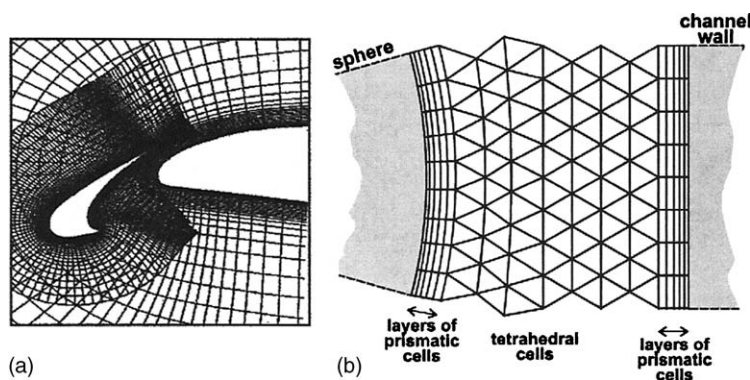 channel
wall
sphere
layers of
prismatic
cells
tetrahedral
cells
layers of
prismatic
cells
(a)
(b)